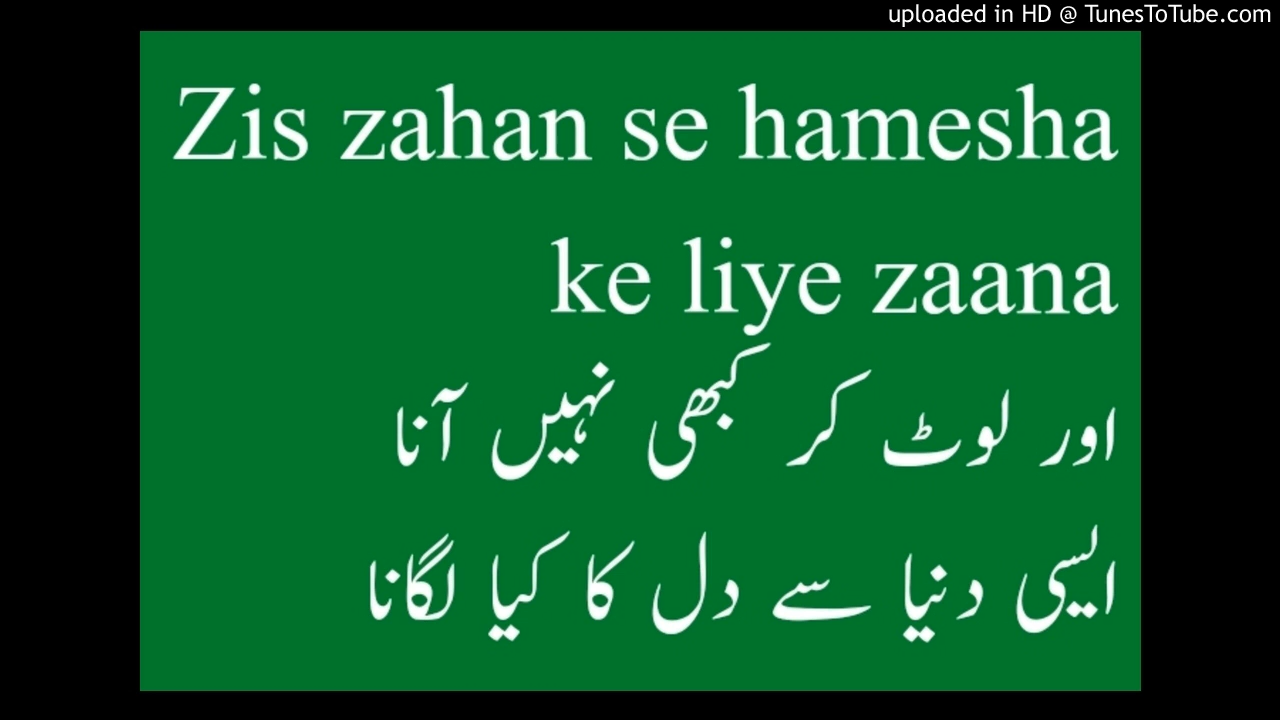 uploaded in HD @ TunesToTube.com
Zis zahan se hamesha
ke liye zaana
اور لوٹ کر کبھی نہیں آنا
ایسی دنیا سے دل کا کیا لگانا